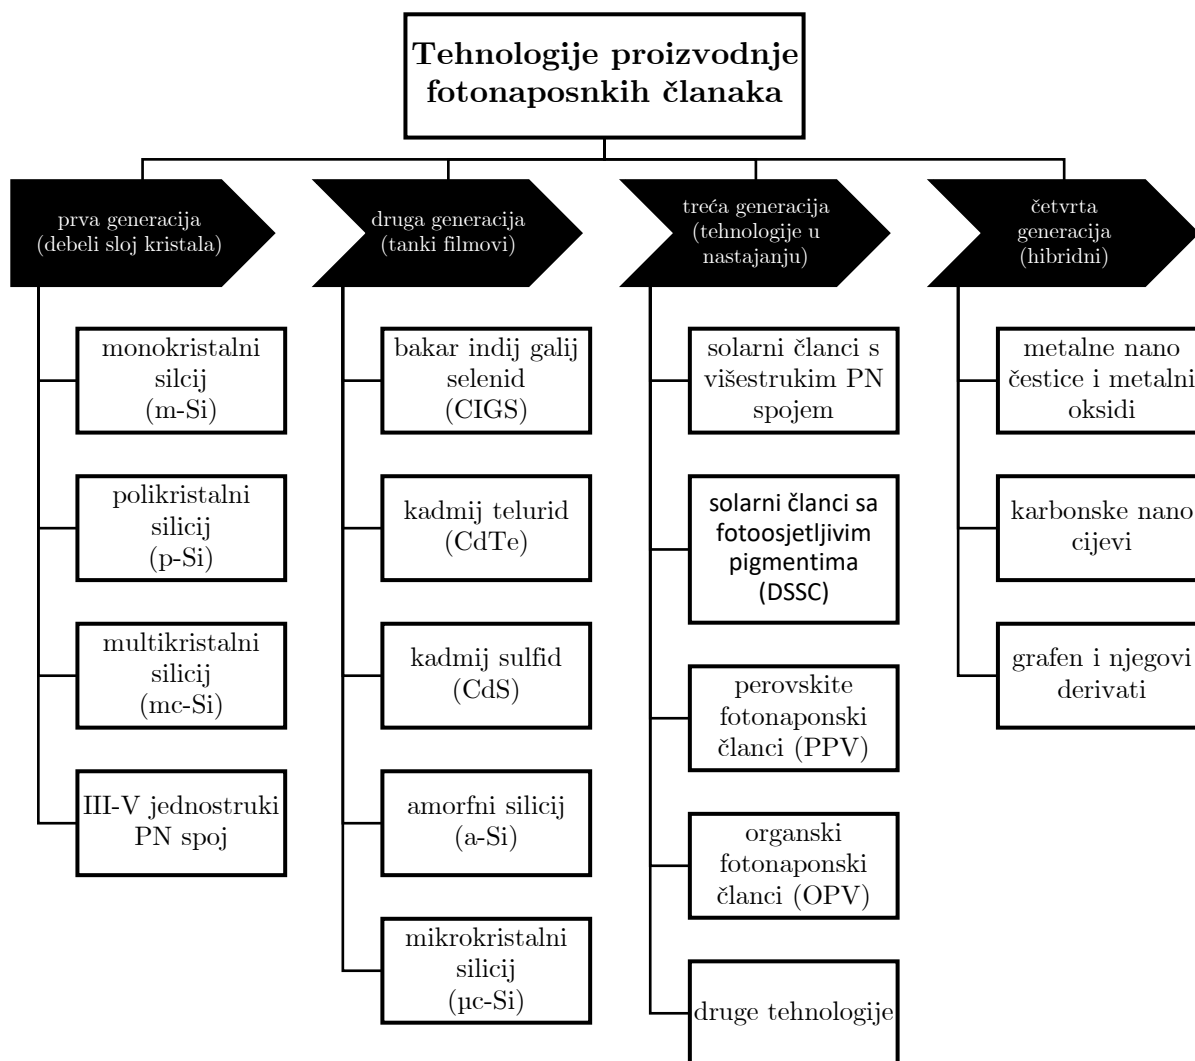 Tehnologije proizvodnje
fotonaposnkih članaka
prva generacija
(debeli sloj kristala)
druga generacija
(tanki filmovi)
treća generacija
(tehnologije u
nastajanju)
četvrta
generacija
(hibridni)
monokristalni
silcij
(m-Si)
polikristalni
silicij
(p-Si)
multikristalni
silicij
(mc-Si)
III-V jednostruki
PN spoj
bakar indij galij
selenid
(CIGS)
kadmij telurid
(CdTe)
kadmij sulfid
(CdS)
amorfni silicij
(a-Si)
mikrokristalni
silicij
(µc-Si)
solarni članci s
višestrukim PN
spojem
solarni članci sa
fotoosjetljivim
pigmentima
(DSSC)
perovskite
fotonaponski
članci (PPV)
organski
fotonaponski
članci (OPV)
druge tehnologije
metalne nano
čestice i metalni
oksidi
karbonske nano
cijevi
grafen i njegovi
derivati